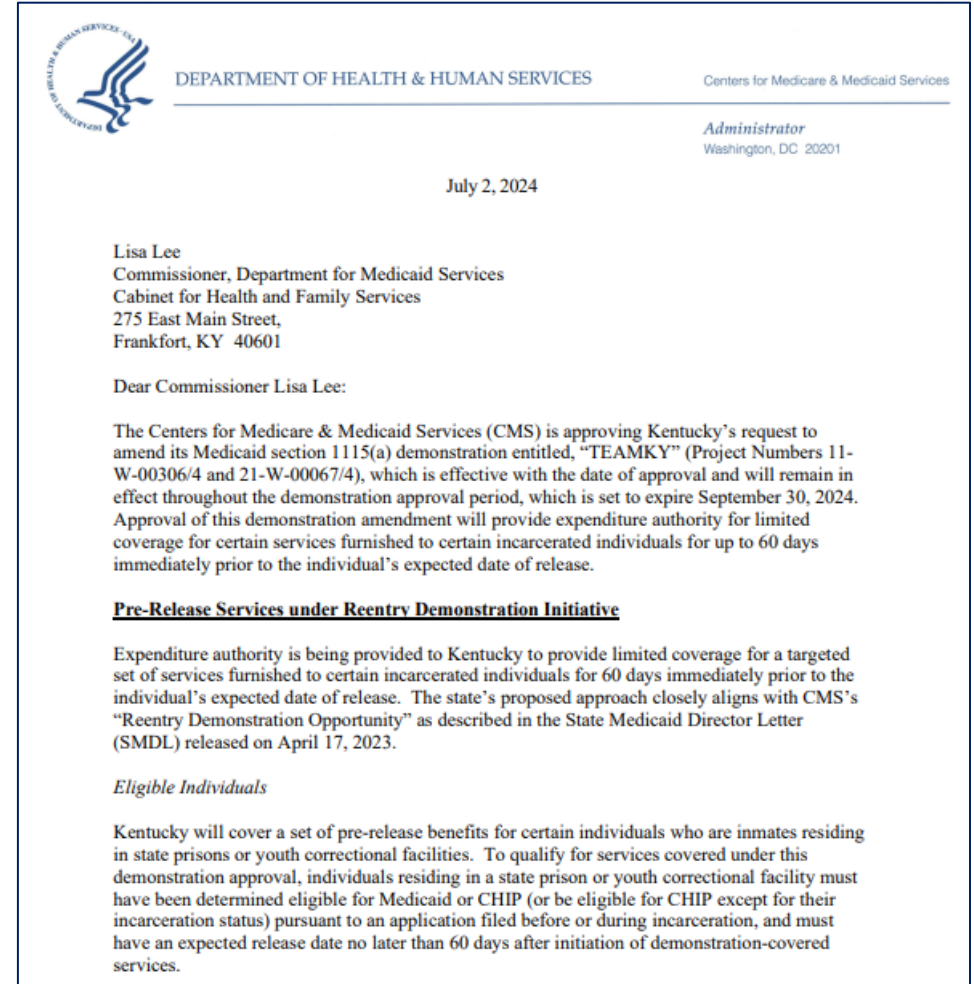 DEPARTMENT OF HEALTH & HUMAN SERVICES
Centers for Medicare & Medicaid Services
DEPARTMENT OF HEALTH & HUMAN SERVICES · USA
Administrator
Washington, DC 20201
July 2, 2024
Lisa Lee
Commissioner, Department for Medicaid Services
Cabinet for Health and Family Services
275 East Main Street,
Frankfort, KY 40601
Dear Commissioner Lisa Lee:
The Centers for Medicare & Medicaid Services (CMS) is approving Kentucky’s request to
amend its Medicaid section 1115(a) demonstration entitled, “TEAMKY” (Project Numbers 11-
W-00306/4 and 21-W-00067/4), which is effective with the date of approval and will remain in
effect throughout the demonstration approval period, which is set to expire September 30, 2024.
Approval of this demonstration amendment will provide expenditure authority for limited
coverage for certain services furnished to certain incarcerated individuals for up to 60 days
immediately prior to the individual’s expected date of release.
Pre-Release Services under Reentry Demonstration Initiative
Expenditure authority is being provided to Kentucky to provide limited coverage for a targeted
set of services furnished to certain incarcerated individuals for 60 days immediately prior to the
individual’s expected date of release. The state’s proposed approach closely aligns with CMS’s
“Reentry Demonstration Opportunity” as described in the State Medicaid Director Letter
(SMDL) released on April 17, 2023.
Eligible Individuals
Kentucky will cover a set of pre-release benefits for certain individuals who are inmates residing
in state prisons or youth correctional facilities. To qualify for services covered under this
demonstration approval, individuals residing in a state prison or youth correctional facility must
have been determined eligible for Medicaid or CHIP (or be eligible for CHIP except for their
incarceration status) pursuant to an application filed before or during incarceration, and must
have an expected release date no later than 60 days after initiation of demonstration-covered
services.